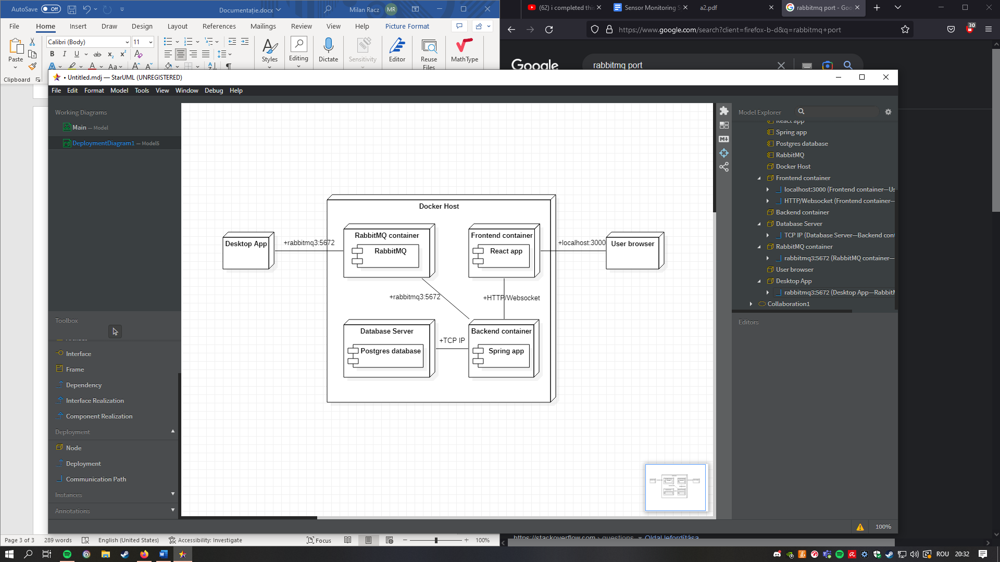 AutoSave Off
Documentație.docx
Milan Racz MR
File Home Insert Draw Design Layout References Mailings Review View Help Picture Format
Paste
Clipboard
Calibri (Body) 11
B I U ab x2 x2 A
A A Aa A A
Styles
Editing
Dictate
Sensitivity
Editor
Reuse Files
MathType
(62) i completed this
Sensor Monitoring S
a2.pdf
rabbitmq port - Goo
https://www.google.com/search?client=firefox-b-d&q=rabbitmq+port
30
Google
rabbitmq port
• Untitled.mdj — StarUML (UNREGISTERED)
File Edit Format Model Tools View Window Debug Help
Working Diagrams
Main — Model
DeploymentDiagram1 — Model5
Toolbox
Artifact
Interface
Frame
Dependency
Interface Realization
Component Realization
Deployment
Node
Deployment
Communication Path
Instances
Annotations
Docker Host
RabbitMQ container
RabbitMQ
Frontend container
React app
Desktop App
+rabbitmq3:5672
+localhost:3000
User browser
+rabbitmq3:5672
+HTTP/Websocket
Database Server
Postgres database
+TCP IP
Backend container
Spring app
M↓
Model Explorer
React app
Spring app
Postgres database
RabbitMQ
Docker Host
Frontend container
localhost:3000 (Frontend container—Us
HTTP/Websocket (Frontend container—
Backend container
Database Server
TCP IP (Database Server—Backend con
RabbitMQ container
rabbitmq3:5672 (RabbitMQ container—
User browser
Desktop App
rabbitmq3:5672 (Desktop App—RabbitM
Collaboration1
Editors
100%
https://stackoverflow.com › questions Oldal lefordítása
Page 3 of 3 289 words English (United States) Accessibility: Investigate Focus 100%
ROU 20:32